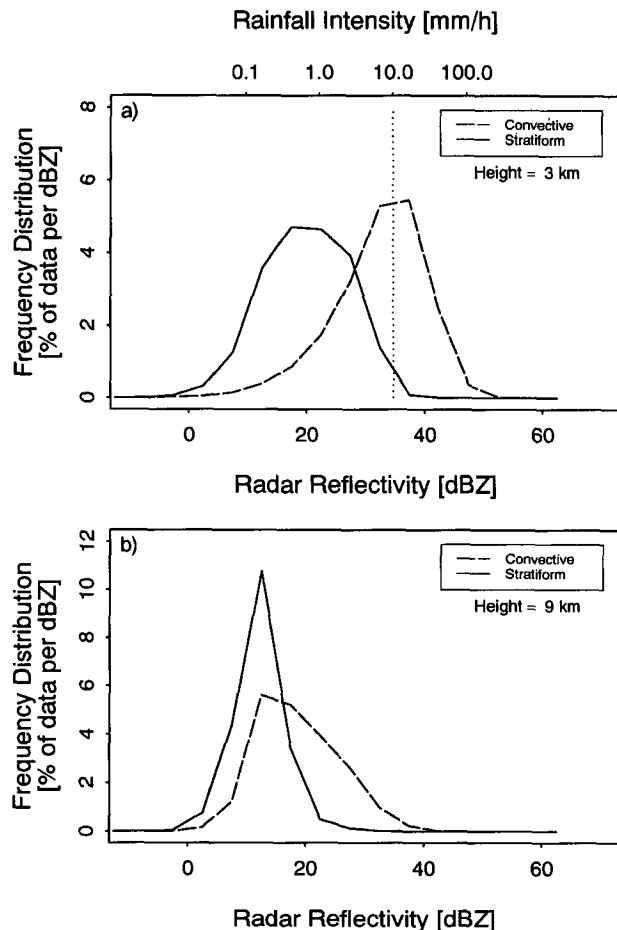 Rainfall Intensity [mm/h]
0.1 1.0 10.0 100.0
a)
Convective
Stratiform
Height = 3 km
Frequency Distribution
[% of data per dBZ]
8
6
4
2
0
0 20 40 60
Radar Reflectivity [dBZ]
b)
Convective
Stratiform
Height = 9 km
Frequency Distribution
[% of data per dBZ]
12
10
8
6
4
2
0
0 20 40 60
Radar Reflectivity [dBZ]